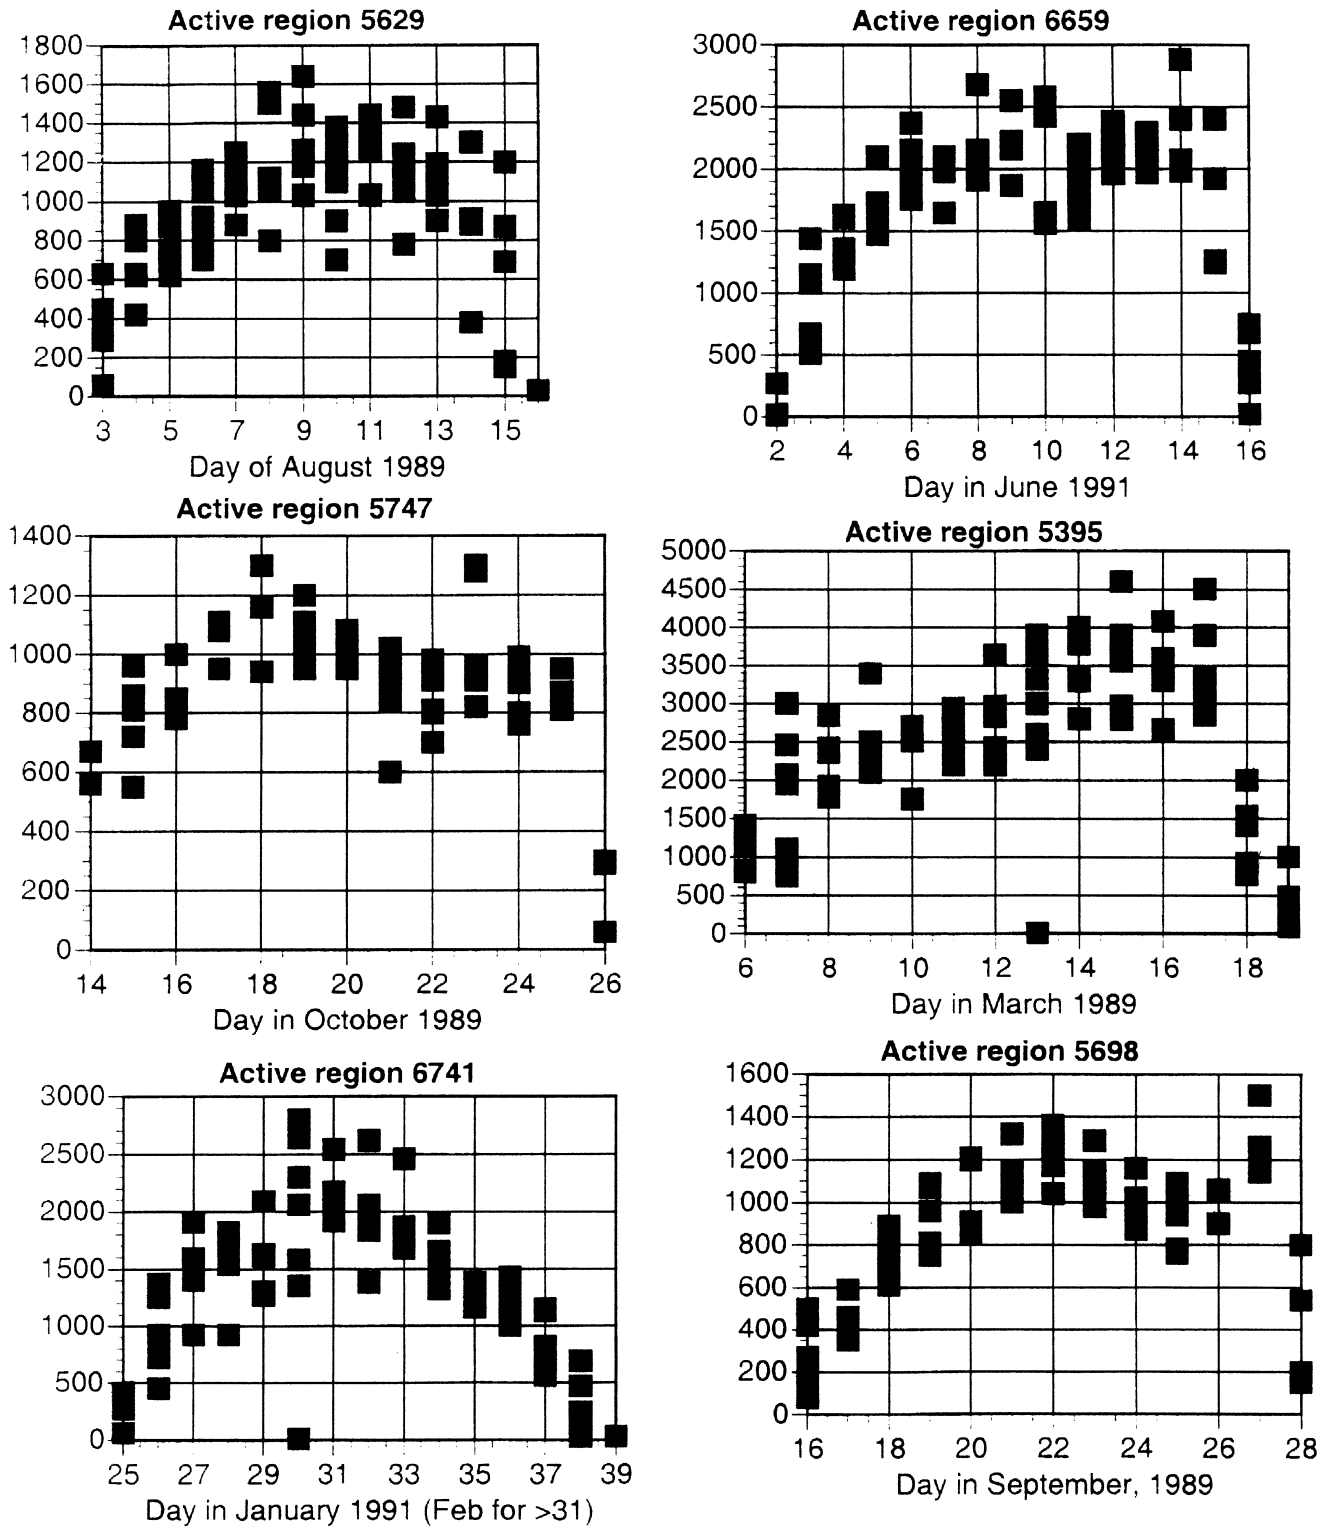 Active region 5629
1800
1600
1400
1200
1000
800
600
400
200
0
3 5 7 9 11 13 15
Day of August 1989
Active region 6659
3000
2500
2000
1500
1000
500
0
2 4 6 8 10 12 14 16
Day in June 1991
Active region 5747
1400
1200
1000
800
600
400
200
0
14 16 18 20 22 24 26
Day in October 1989
Active region 5395
5000
4500
4000
3500
3000
2500
2000
1500
1000
500
0
6 8 10 12 14 16 18
Day in March 1989
Active region 6741
3000
2500
2000
1500
1000
500
0
25 27 29 31 33 35 37 39
Day in January 1991 (Feb for >31)
Active region 5698
1600
1400
1200
1000
800
600
400
200
0
16 18 20 22 24 26 28
Day in September, 1989